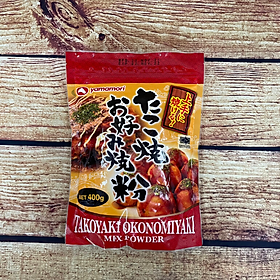 yamamori
たこ焼
お好み焼
粉
NET 400g
TAKOYAKI OKONOMIYAKI
MIX POWDER